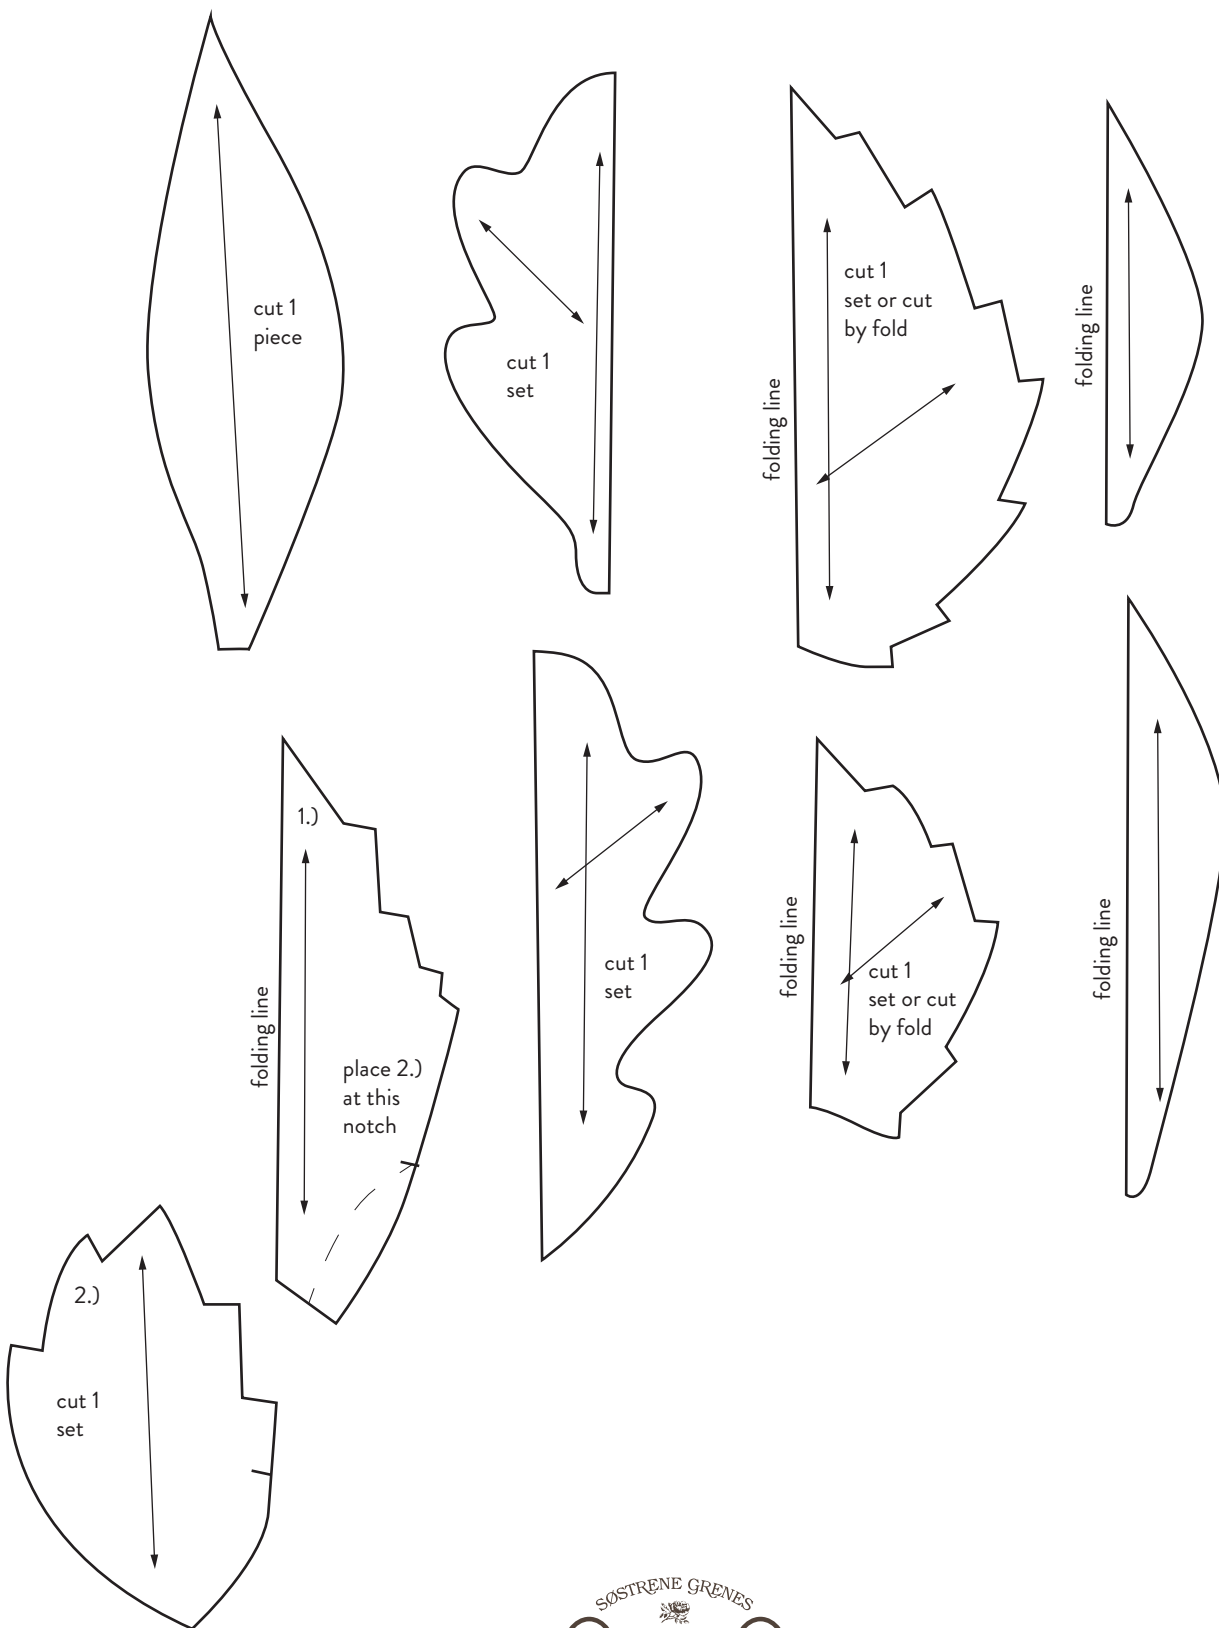 cut 1
piece
cut 1
set
cut 1
set or cut
by fold
folding line
folding line
1.)
folding line
place 2.)
at this
notch
cut 1
set
folding line
cut 1
set or cut
by fold
folding line
2.)
cut 1
set
SØSTRENE GRENES